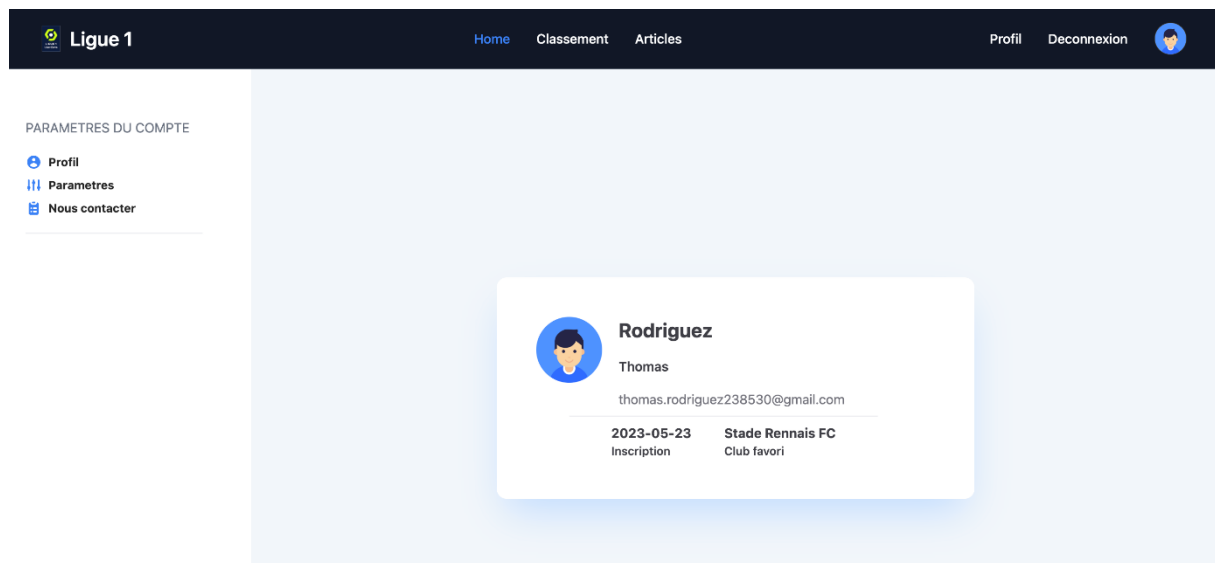 Ligue 1
Home Classement Articles
Profil Deconnexion
PARAMETRES DU COMPTE
Profil
Parametres
Nous contacter
Rodriguez
Thomas
thomas.rodriguez238530@gmail.com
2023-05-23 Stade Rennais FC
Inscription Club favori